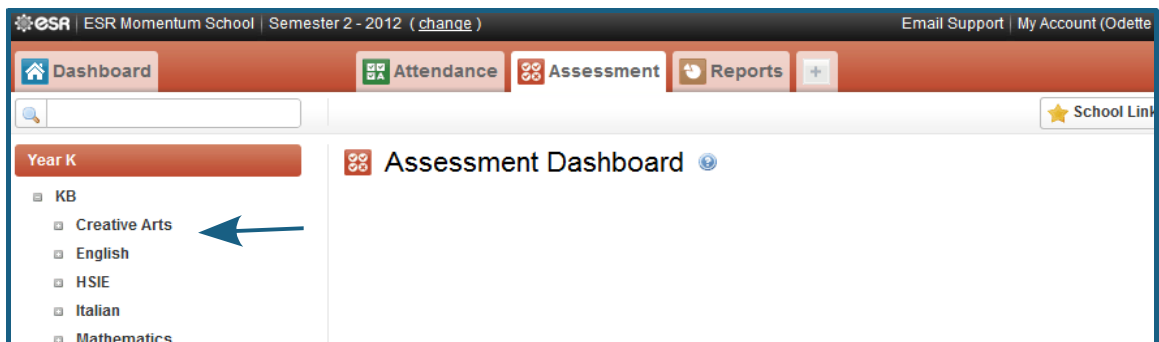 esr | ESR Momentum School | Semester 2 - 2012 ( change ) Email Support | My Account (Odette
Dashboard Attendance Assessment Reports +
School Link
Year K Assessment Dashboard
KB
Creative Arts
English
HSIE
Italian
Mathematics